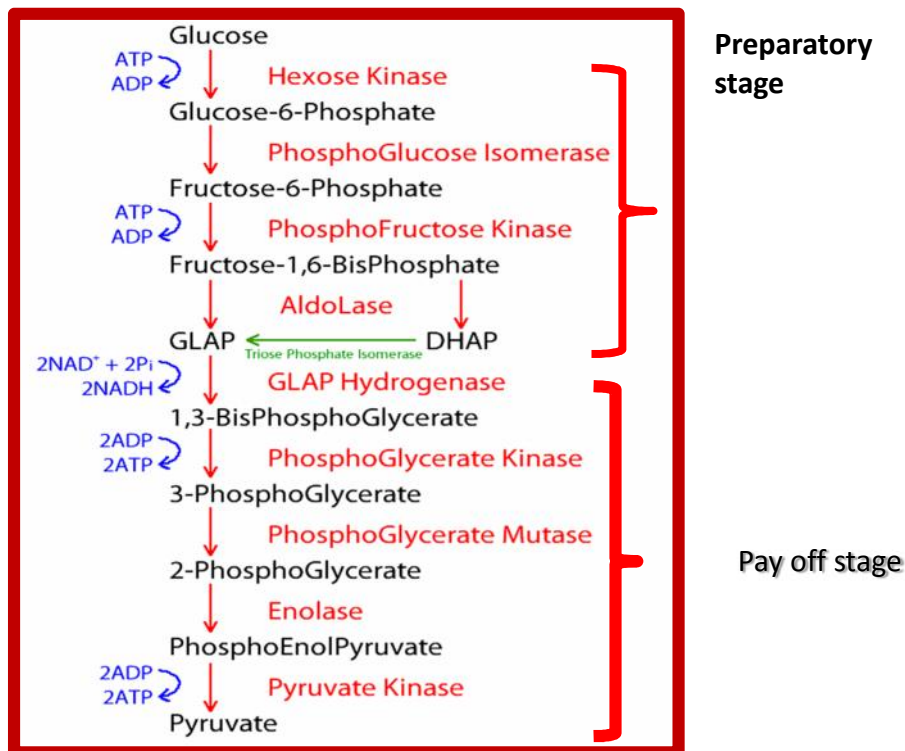 Glucose
Preparatory
stage
ATP
ADP
Hexose Kinase
Glucose-6-Phosphate
PhosphoGlucose Isomerase
Fructose-6-Phosphate
ATP
ADP
PhosphoFructose Kinase
Fructose-1,6-BisPhosphate
AldoLase
GLAP
DHAP
Triose Phosphate Isomerase
2NAD⁺ + 2Pi
2NADH
GLAP Hydrogenase
1,3-BisPhosphoGlycerate
2ADP
2ATP
PhosphoGlycerate Kinase
3-PhosphoGlycerate
PhosphoGlycerate Mutase
2-PhosphoGlycerate
Pay off stage
Enolase
PhosphoEnolPyruvate
2ADP
2ATP
Pyruvate Kinase
Pyruvate